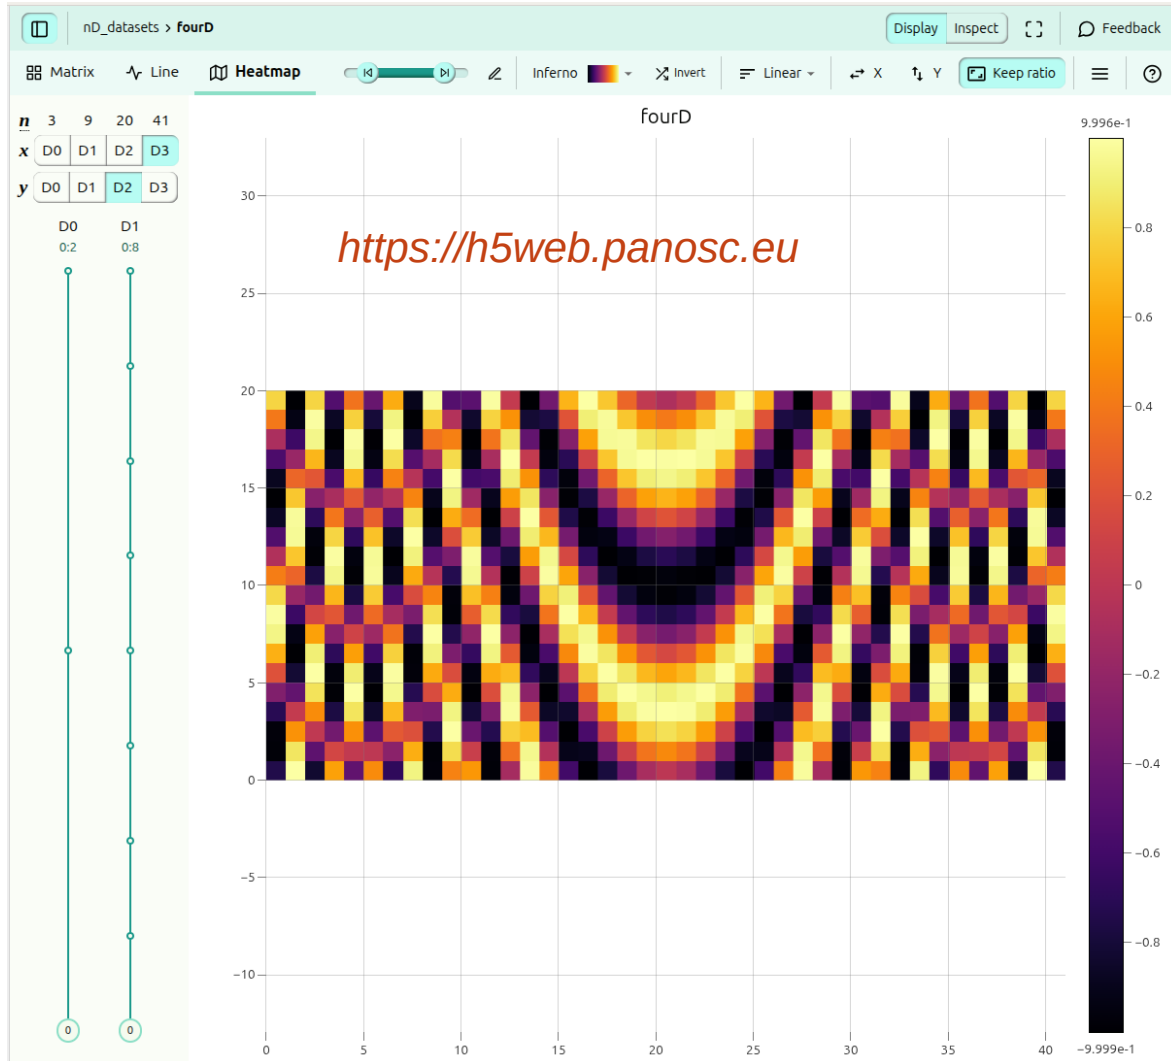 nD_datasets › fourD Display Inspect Feedback
Matrix Line Heatmap Inferno Invert Linear X Y Keep ratio
n 3 9 20 41
x D0 D1 D2 D3
y D0 D1 D2 D3
D0 D1
0:2 0:8
0 0
fourD
https://h5web.panosc.eu
30
25
20
15
10
5
0
−5
−10
0 5 10 15 20 25 30 35 40
9.996e-1
0.8
0.6
0.4
0.2
0
−0.2
−0.4
−0.6
−0.8
−9.999e-1